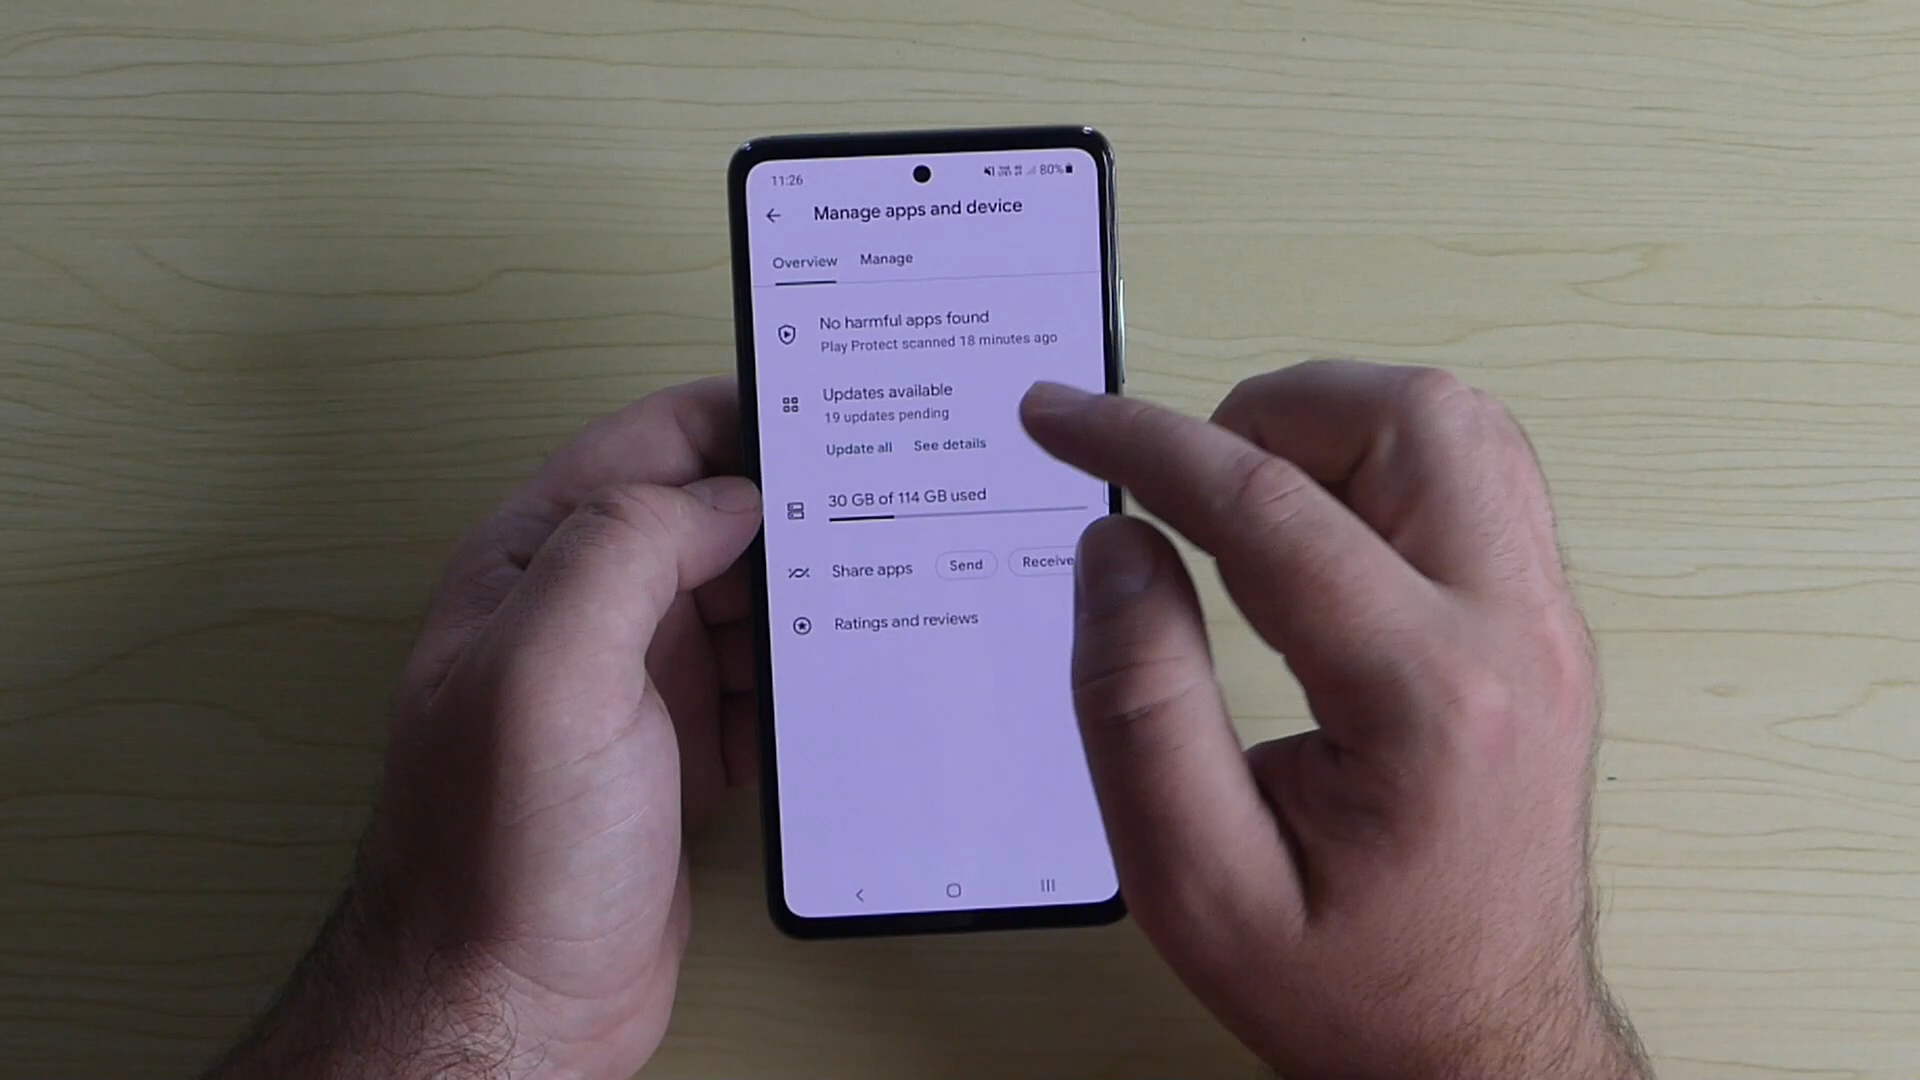 11:26
80%
Manage apps and device
Overview Manage
No harmful apps found
Play Protect scanned 18 minutes ago
Updates available
19 updates pending
Update all See details
30 GB of 114 GB used
Share apps Send Receive
Ratings and reviews